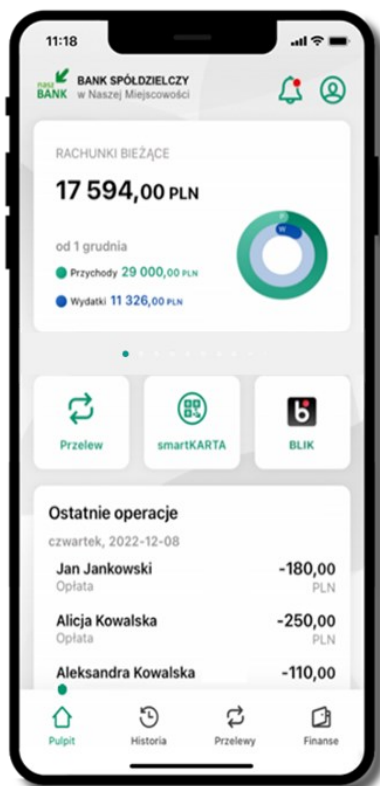 11:18
nasz BANK SPÓŁDZIELCZY
BANK w Naszej Miejscowości
RACHUNKI BIEŻĄCE
17 594,00 PLN
od 1 grudnia
Przychody 29 000,00 PLN
Wydatki 11 326,00 PLN
P
W
Przelew
smartKARTA
BLIK
Ostatnie operacje
czwartek, 2022-12-08
Jan Jankowski -180,00
Opłata PLN
Alicja Kowalska -250,00
Opłata PLN
Aleksandra Kowalska -110,00
Pulpit Historia Przelewy Finanse